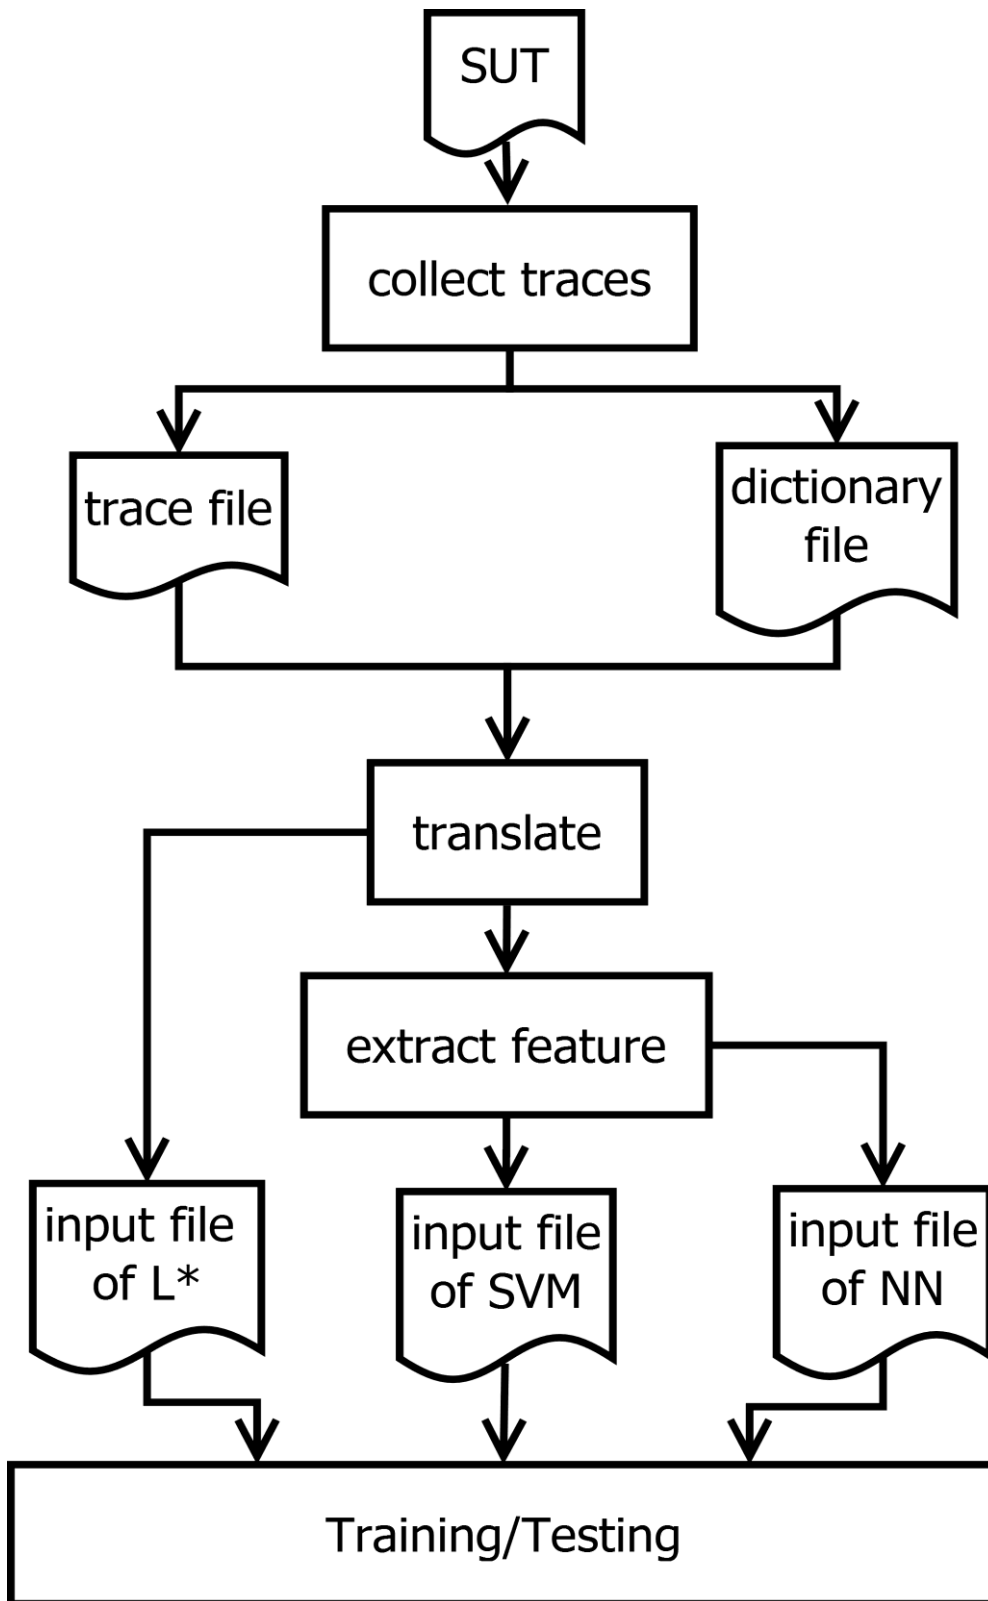 SUT
collect traces
trace file
dictionary
file
translate
extract feature
input file
of L*
input file
of SVM
input file
of NN
Training/Testing